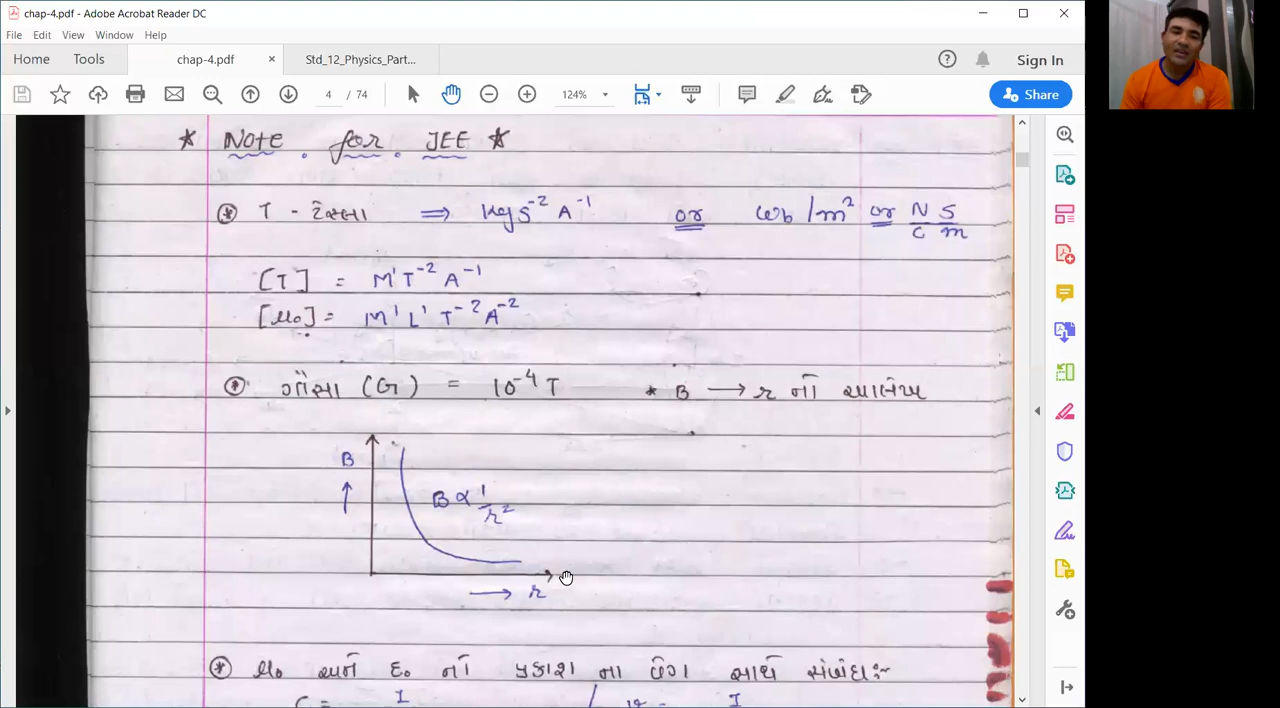 chap-4.pdf - Adobe Acrobat Reader DC
File Edit View Window Help
Home Tools chap-4.pdf × Std_12_Physics_Part... Sign In
4 / 74 124% Share
* Note for JEE *
T - ટેસ્લા ⇒ kg s⁻² A⁻¹ or wb/m² or N/C S/m
[T] = M¹ T⁻² A⁻¹
[μ₀] = M¹ L¹ T⁻² A⁻²
ગૉસ (G) = 10⁻⁴ T * B → r નો આલેખ
B
B ∝ 1/r²
→ r
μ₀ અને ε₀ નો પ્રકાશ ના વેગ સાથે સંબંધ:-